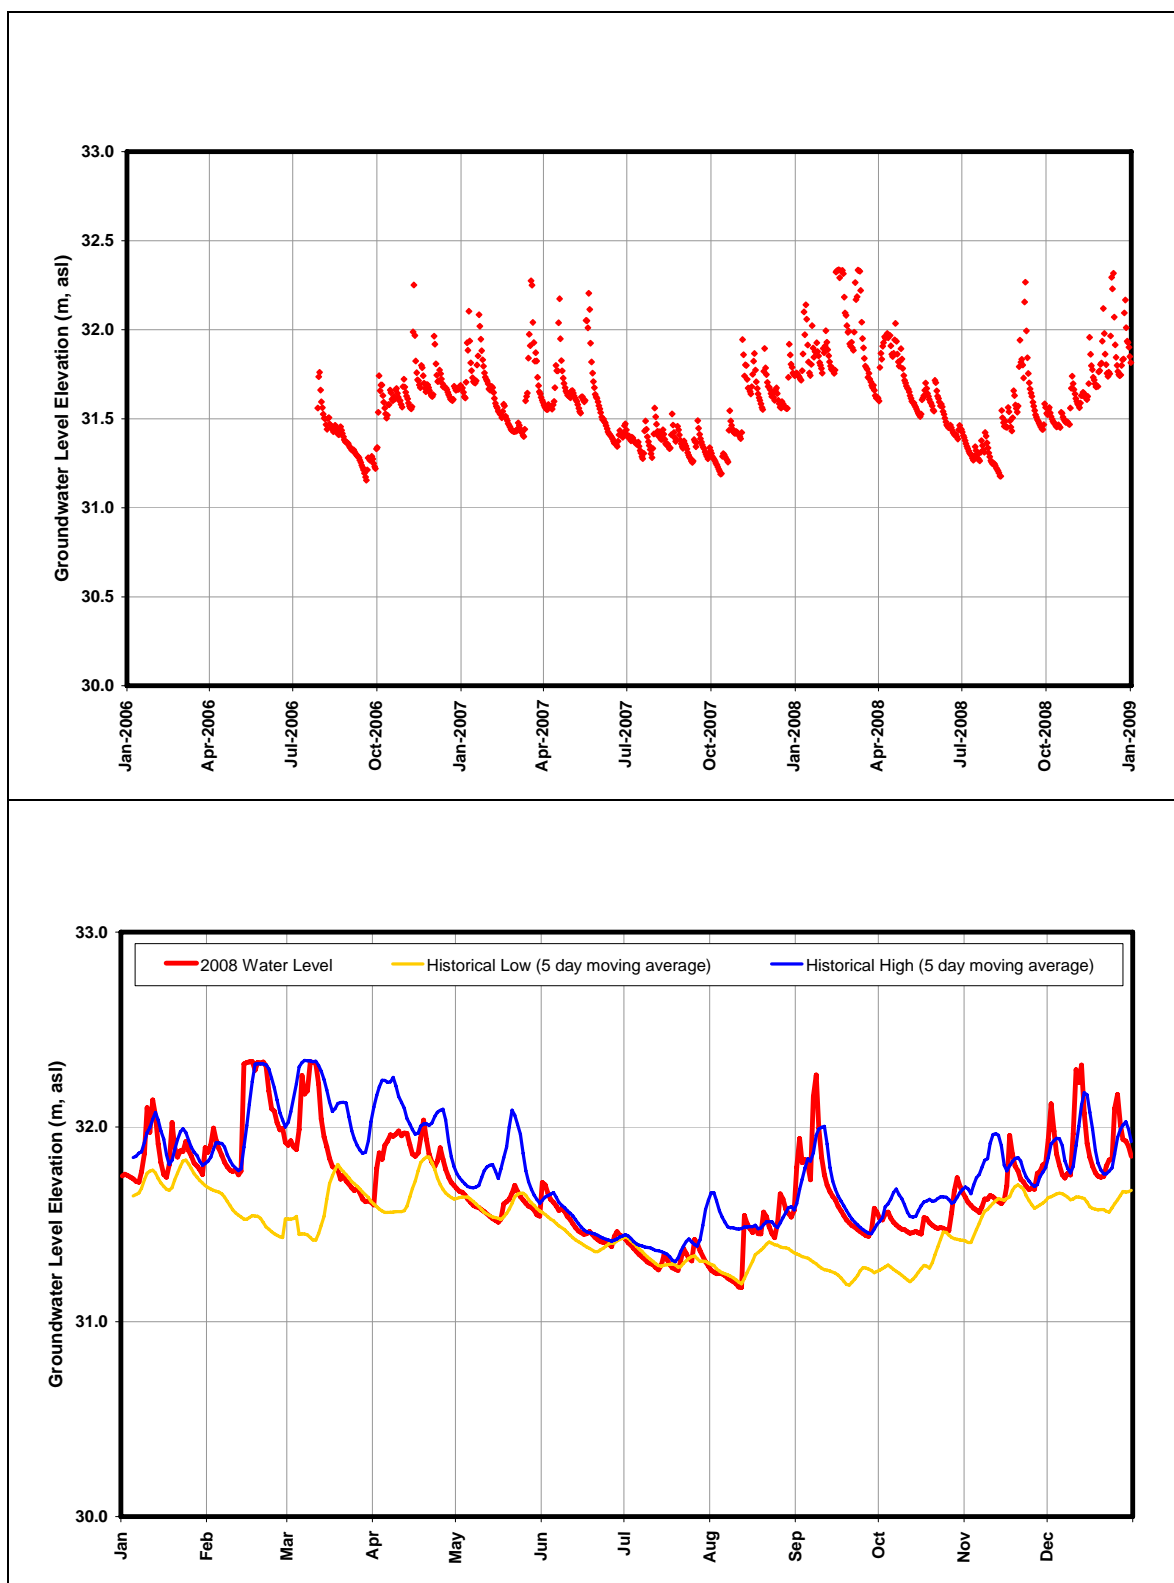 33.0
32.5
32.0
31.5
31.0
30.5
30.0
Groundwater Level Elevation (m, asl)
Jan-2006
Apr-2006
Jul-2006
Oct-2006
Jan-2007
Apr-2007
Jul-2007
Oct-2007
Jan-2008
Apr-2008
Jul-2008
Oct-2008
Jan-2009
33.0
32.0
31.0
30.0
Groundwater Level Elevation (m, asl)
2008 Water Level
Historical Low (5 day moving average)
Historical High (5 day moving average)
Jan
Feb
Mar
Apr
May
Jun
Jul
Aug
Sep
Oct
Nov
Dec